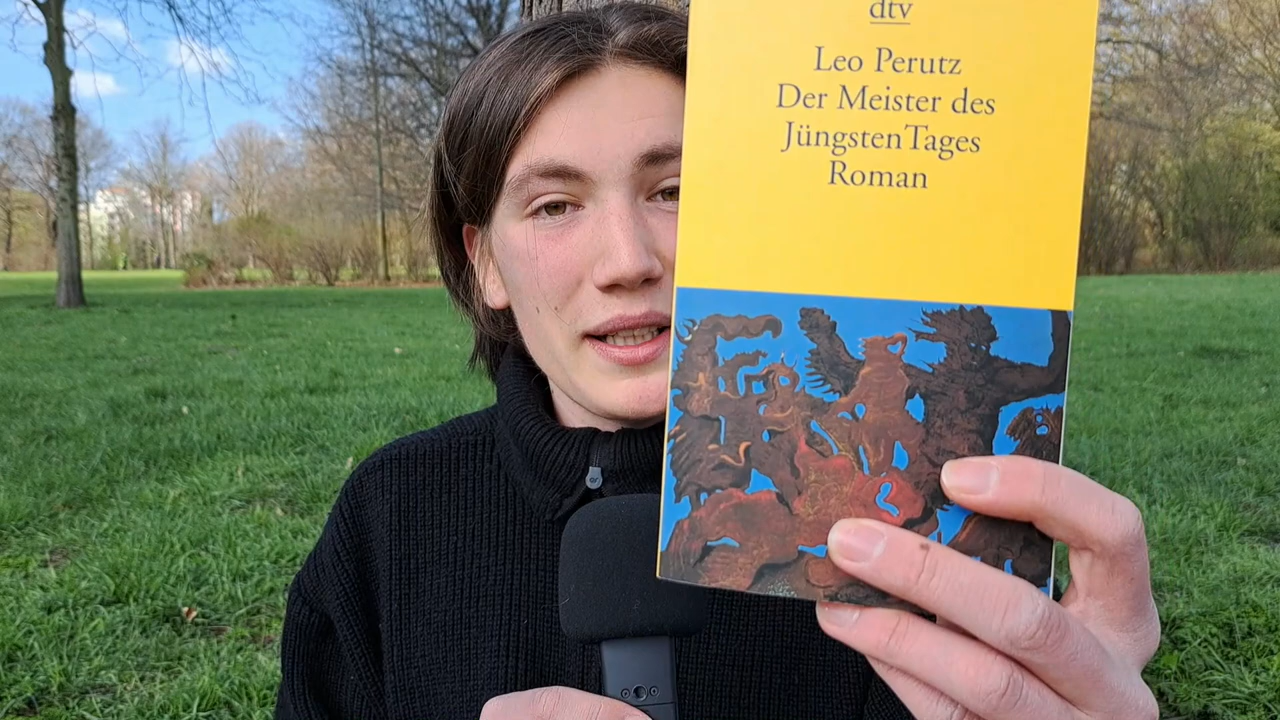 dtv
Leo Perutz
Der Meister des
Jüngsten Tages
Roman